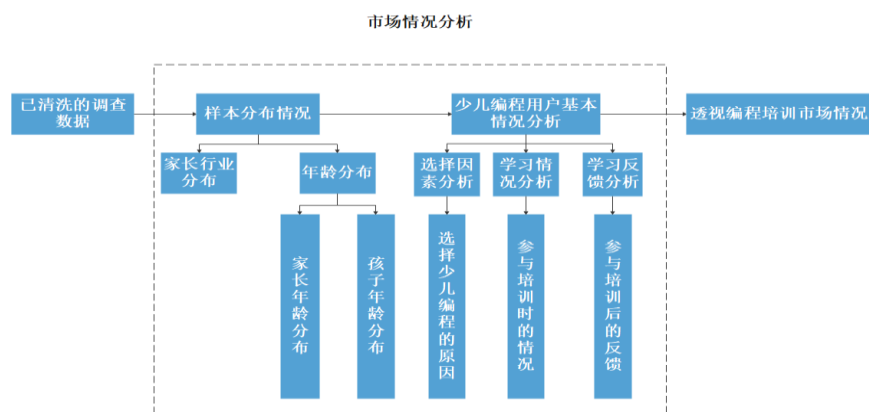 市场情况分析
已清洗的调查
数据
样本分布情况
少儿编程用户基本
情况分析
透视编程培训市场情况
家长行业
分布
年龄分布
选择因
素分析
学习情
况分析
学习反
馈分析
家长年龄分布
孩子年龄分布
选择少儿编程的原因
参与培训时的情况
参与培训后的反馈